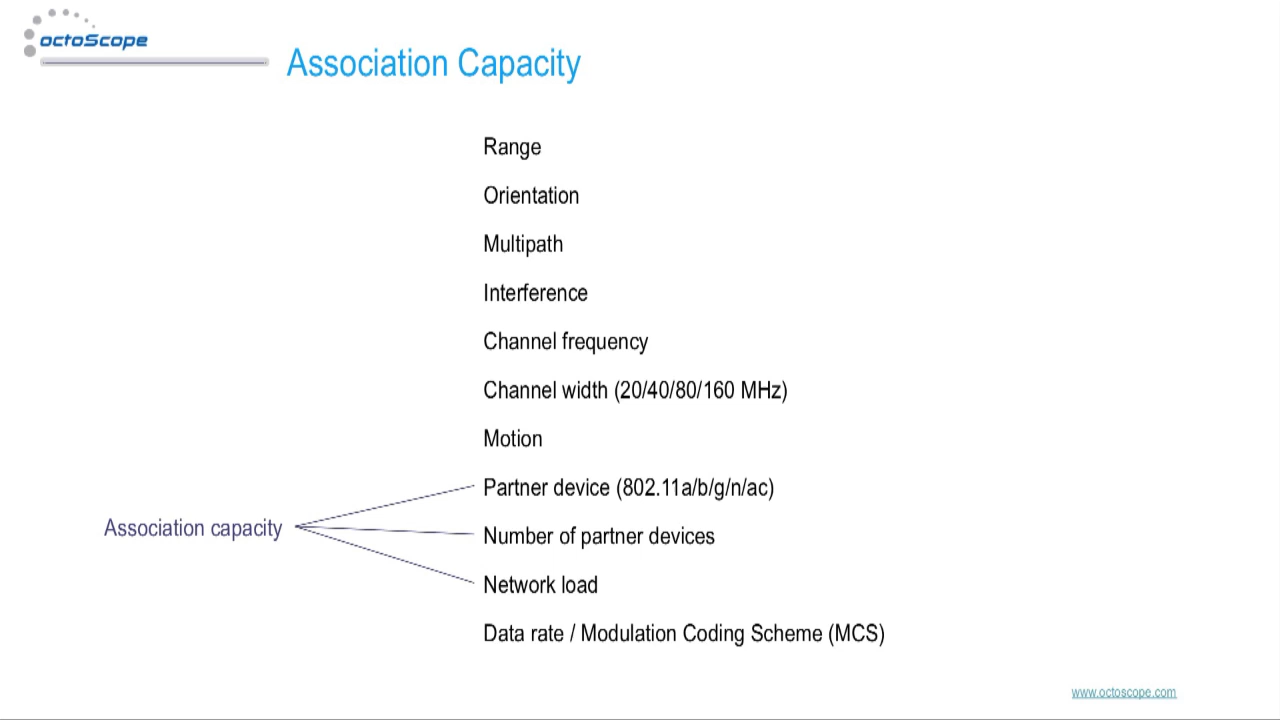 octoScope
Association Capacity
Range
Orientation
Multipath
Interference
Channel frequency
Channel width (20/40/80/160 MHz)
Motion
Partner device (802.11a/b/g/n/ac)
Association capacity
Number of partner devices
Network load
Data rate / Modulation Coding Scheme (MCS)
www.octoscope.com